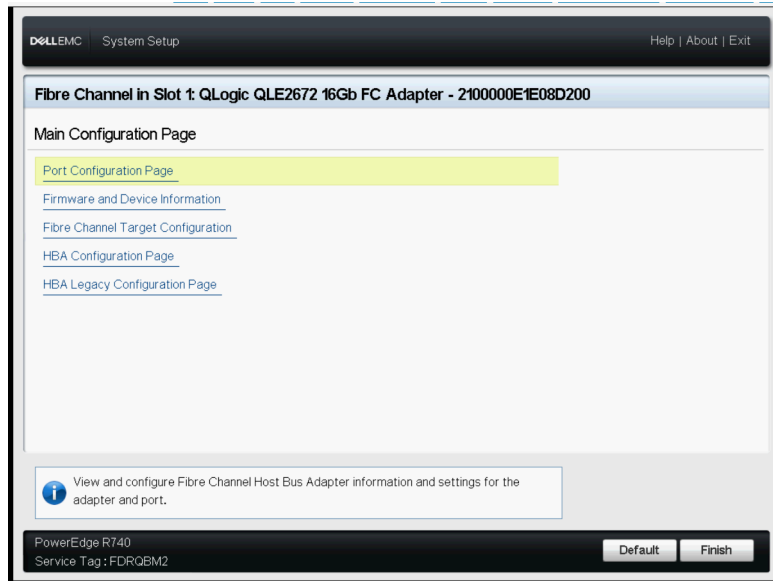 DELLEMC System Setup Help | About | Exit
Fibre Channel in Slot 1: QLogic QLE2672 16Gb FC Adapter - 2100000E1E08D200
Main Configuration Page
Port Configuration Page
Firmware and Device Information
Fibre Channel Target Configuration
HBA Configuration Page
HBA Legacy Configuration Page
View and configure Fibre Channel Host Bus Adapter information and settings for the
adapter and port.
PowerEdge R740
Service Tag : FDRQBM2
Default Finish